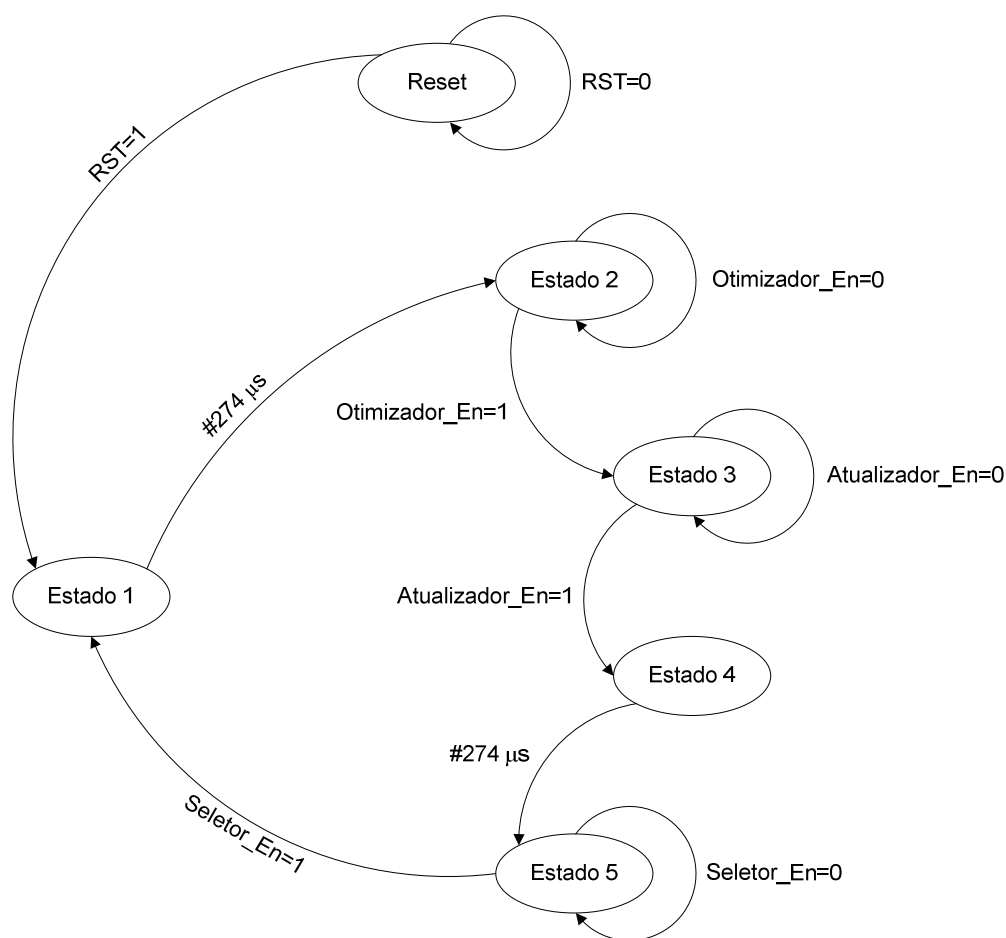 Reset
RST=0
RST=1
Estado 2
Otimizador_En=0
#274 μs
Otimizador_En=1
Estado 3
Atualizador_En=0
Estado 1
Atualizador_En=1
Estado 4
#274 μs
Seletor_En=1
Estado 5
Seletor_En=0